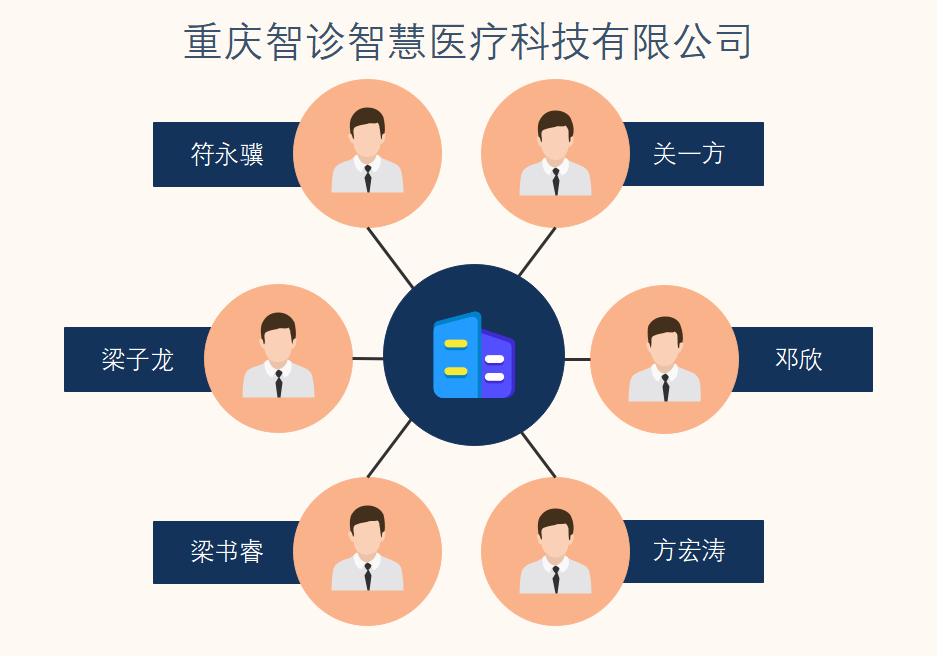 重庆智诊智慧医疗科技有限公司
符永骥
关一方
梁子龙
邓欣
梁书睿
方宏涛